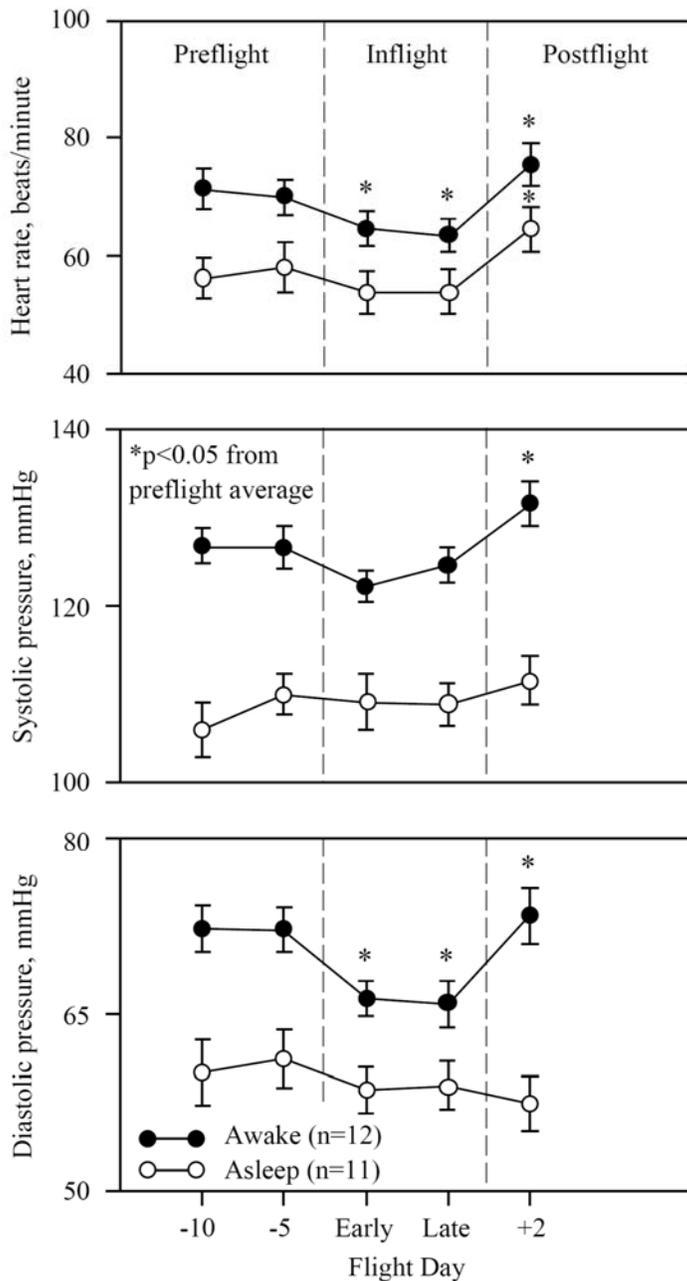 100
Preflight
Inflight
Postflight
80
60
40
Heart rate, beats/minute
*
*
*
*
140
*p<0.05 from
preflight average
120
100
Systolic pressure, mmHg
*
80
65
50
Diastolic pressure, mmHg
*
*
*
Awake (n=12)
Asleep (n=11)
-10
-5
Early
Late
+2
Flight Day